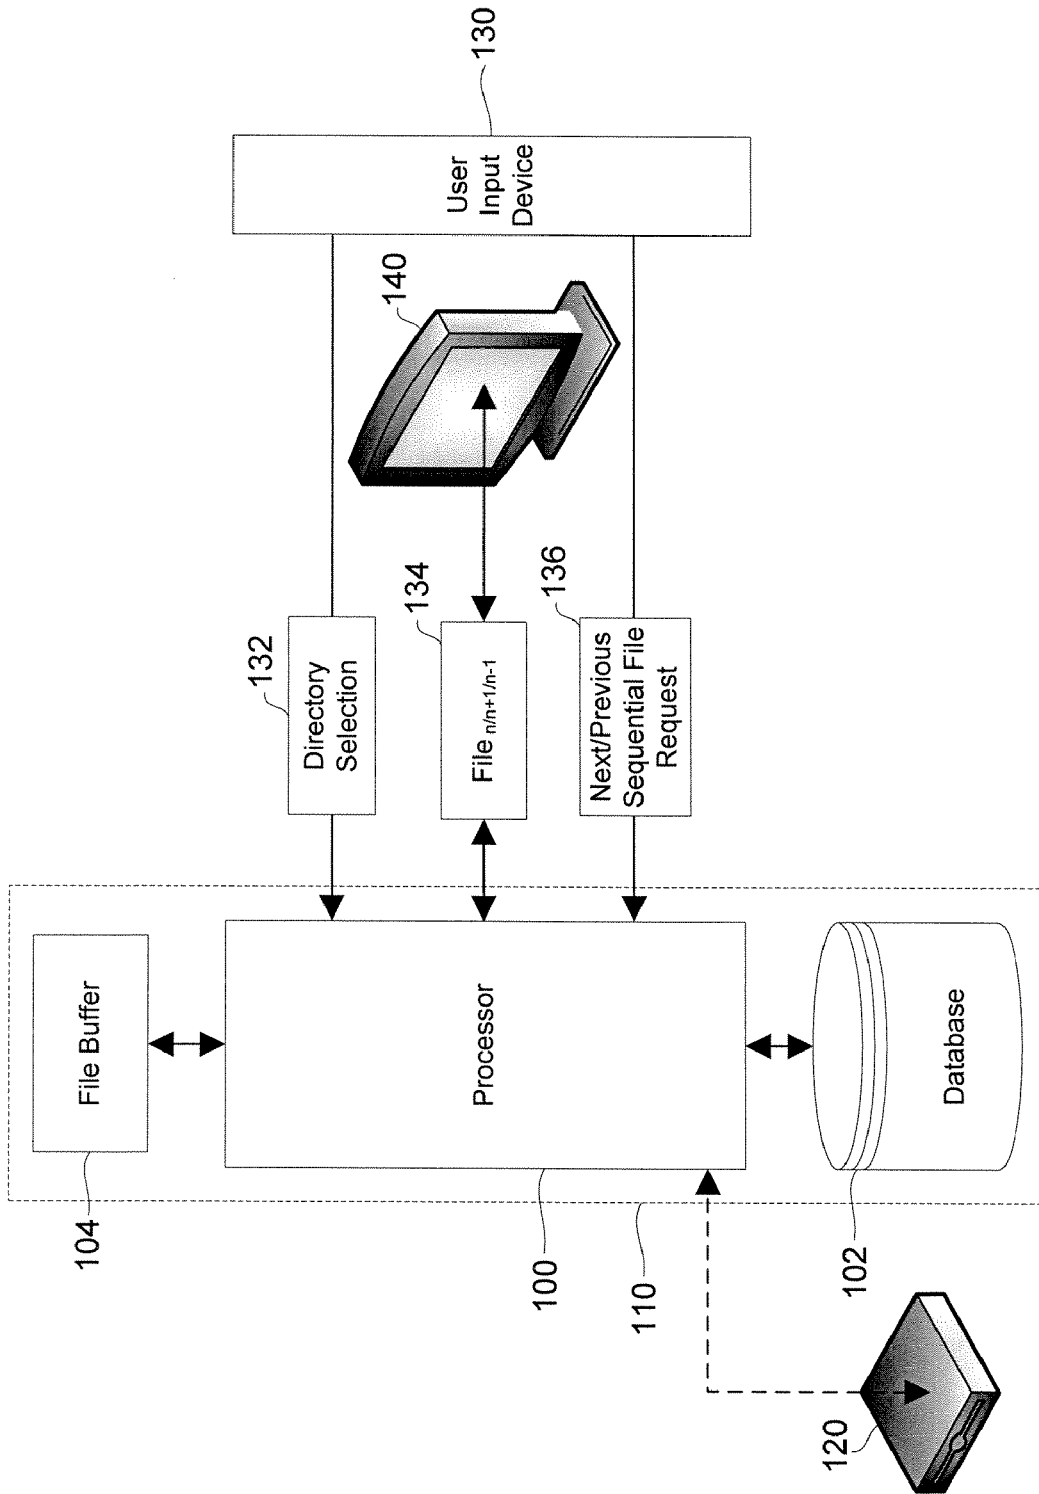 104
File Buffer
132
Directory
Selection
140
134
130
User
Input
Device
Processor
File n/n+1/n-1
100
136
Next/Previous
Sequential File
Request
110
120
102
Database